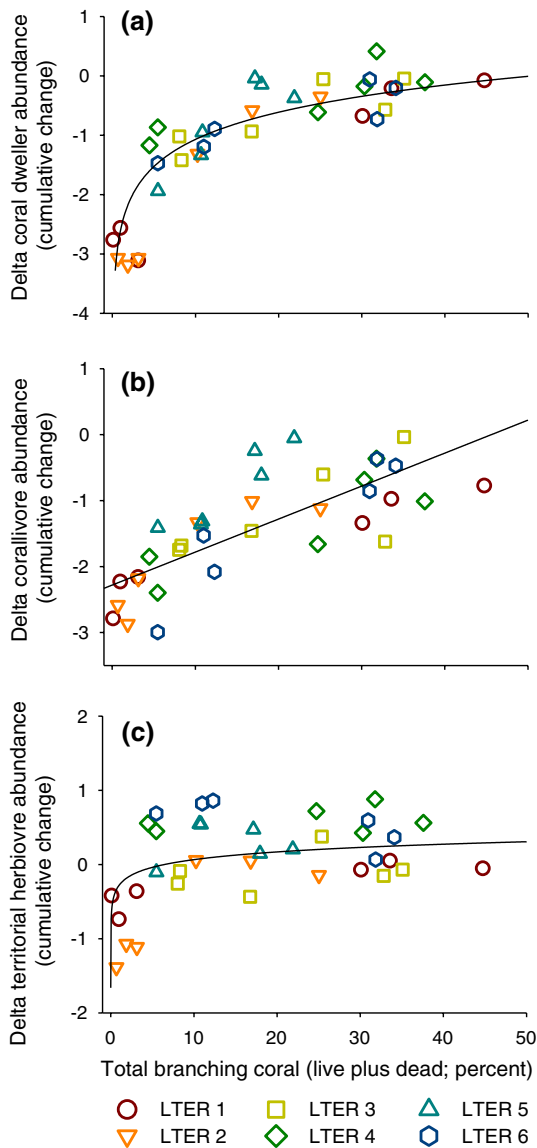 (a)
1
0
-1
-2
-3
-4
Delta coral dweller abundance
(cumulative change)
(b)
1
0
-1
-2
-3
Delta corallivore abundance
(cumulative change)
(c)
2
1
0
-1
-2
Delta territorial herbiovre abundance
(cumulative change)
0 10 20 30 40 50
Total branching coral (live plus dead; percent)
LTER 1 LTER 3 LTER 5
LTER 2 LTER 4 LTER 6